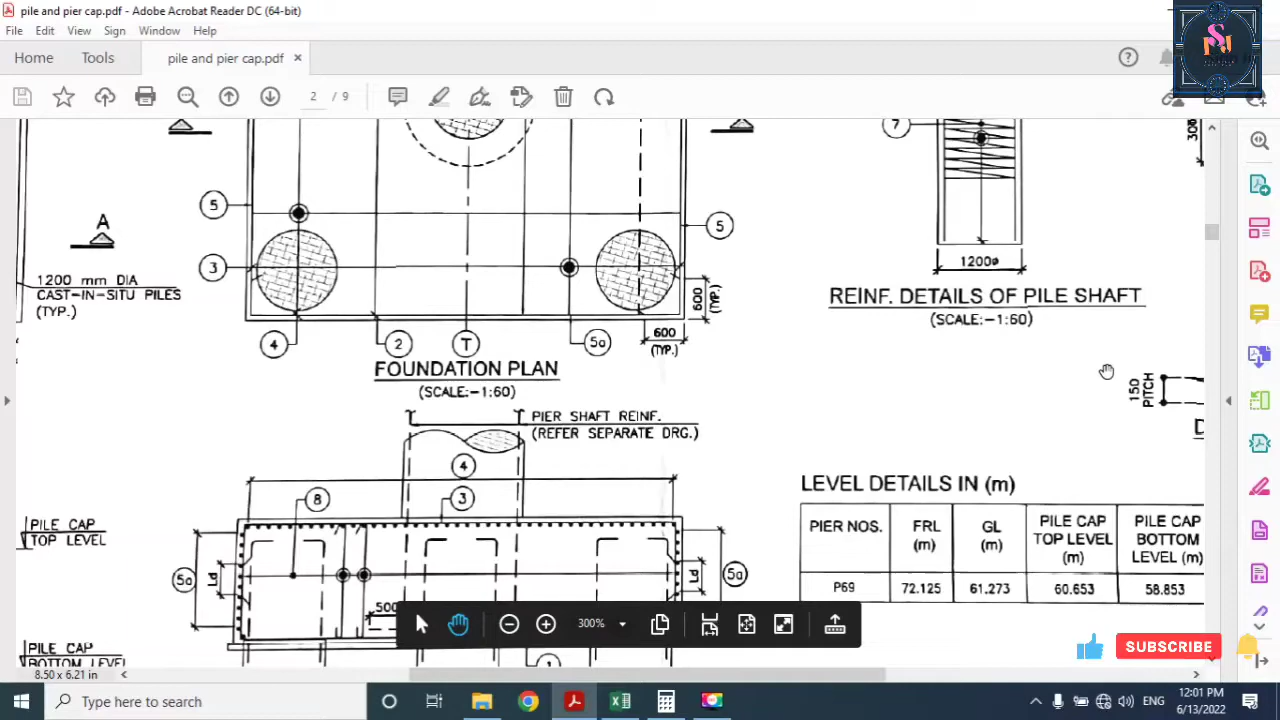 pile and pier cap.pdf - Adobe Acrobat Reader DC (64-bit)
File Edit View Sign Window Help
Home Tools pile and pier cap.pdf ×
2 / 9
7
300
5
A
5
3
1200 mm DIA
CAST-IN-SITU PILES
(TYP.)
600
(TYP.)
1200ø
REINF. DETAILS OF PILE SHAFT
(SCALE:-1:60)
4
2
T
5a
600
(TYP.)
FOUNDATION PLAN
(SCALE:-1:60)
150
PITCH
PIER SHAFT REINF.
(REFER SEPARATE DRG.)
4
8
3
LEVEL DETAILS IN (m)
PIER NOS. FRL (m) GL (m) PILE CAP TOP LEVEL (m) PILE CAP BOTTOM LEVEL (m)
P69 72.125 61.273 60.653 58.853
PILE CAP
TOP LEVEL
5a
Ld
Ld
5a
500
300%
PILE CAP
BOTTOM LEVEL
1
SUBSCRIBE
8.50 x 6.21 in
Type here to search
ENG
12:01 PM
6/13/2022